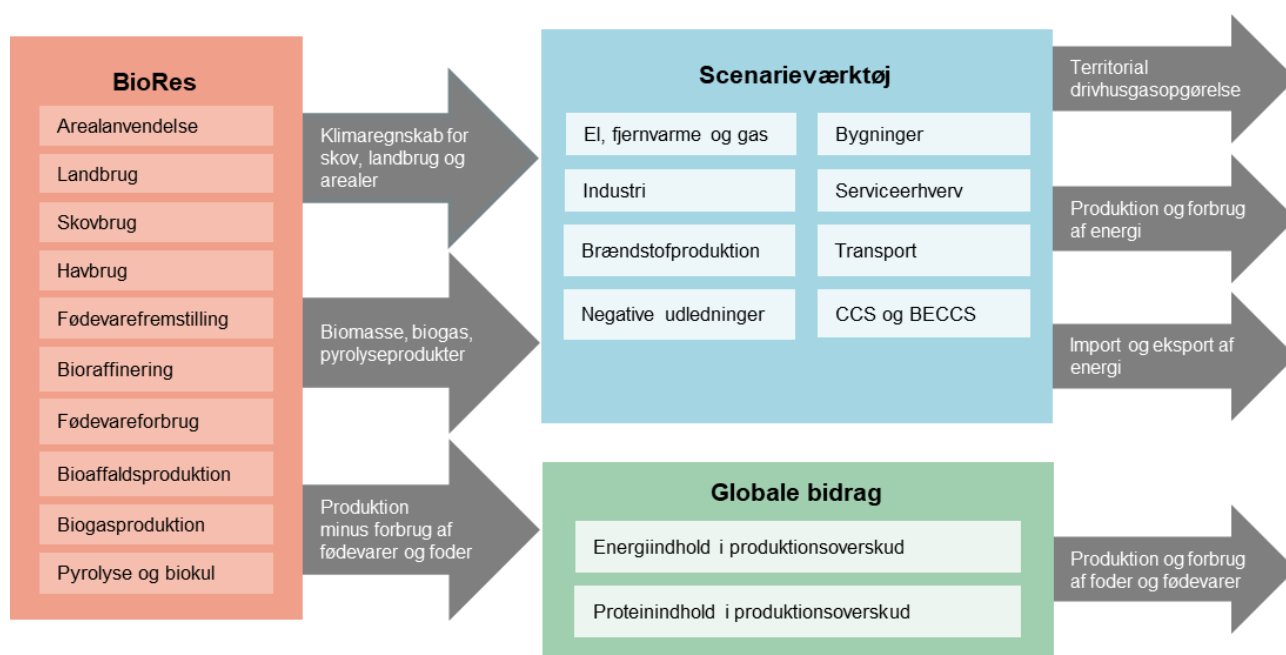 BioRes
Arealanvendelse
Landbrug
Skovbrug
Havbrug
Fødevarefremstilling
Bioraffinering
Fødevareforbrug
Bioaffaldsproduktion
Biogasproduktion
Pyrolyse og biokul
Klimaregnskab for
skov, landbrug og
arealer
Biomasse, biogas,
pyrolyseprodukter
Produktion
minus forbrug af
fødevarer og foder
Scenarieværktøj
El, fjernvarme og gas
Bygninger
Industri
Serviceerhverv
Brændstofproduktion
Transport
Negative udledninger
CCS og BECCS
Globale bidrag
Energiindhold i produktionsoverskud
Proteinindhold i produktionsoverskud
Territorial
drivhusgasopgørelse
Produktion og forbrug
af energi
Import og eksport af
energi
Produktion og forbrug
af foder og fødevarer